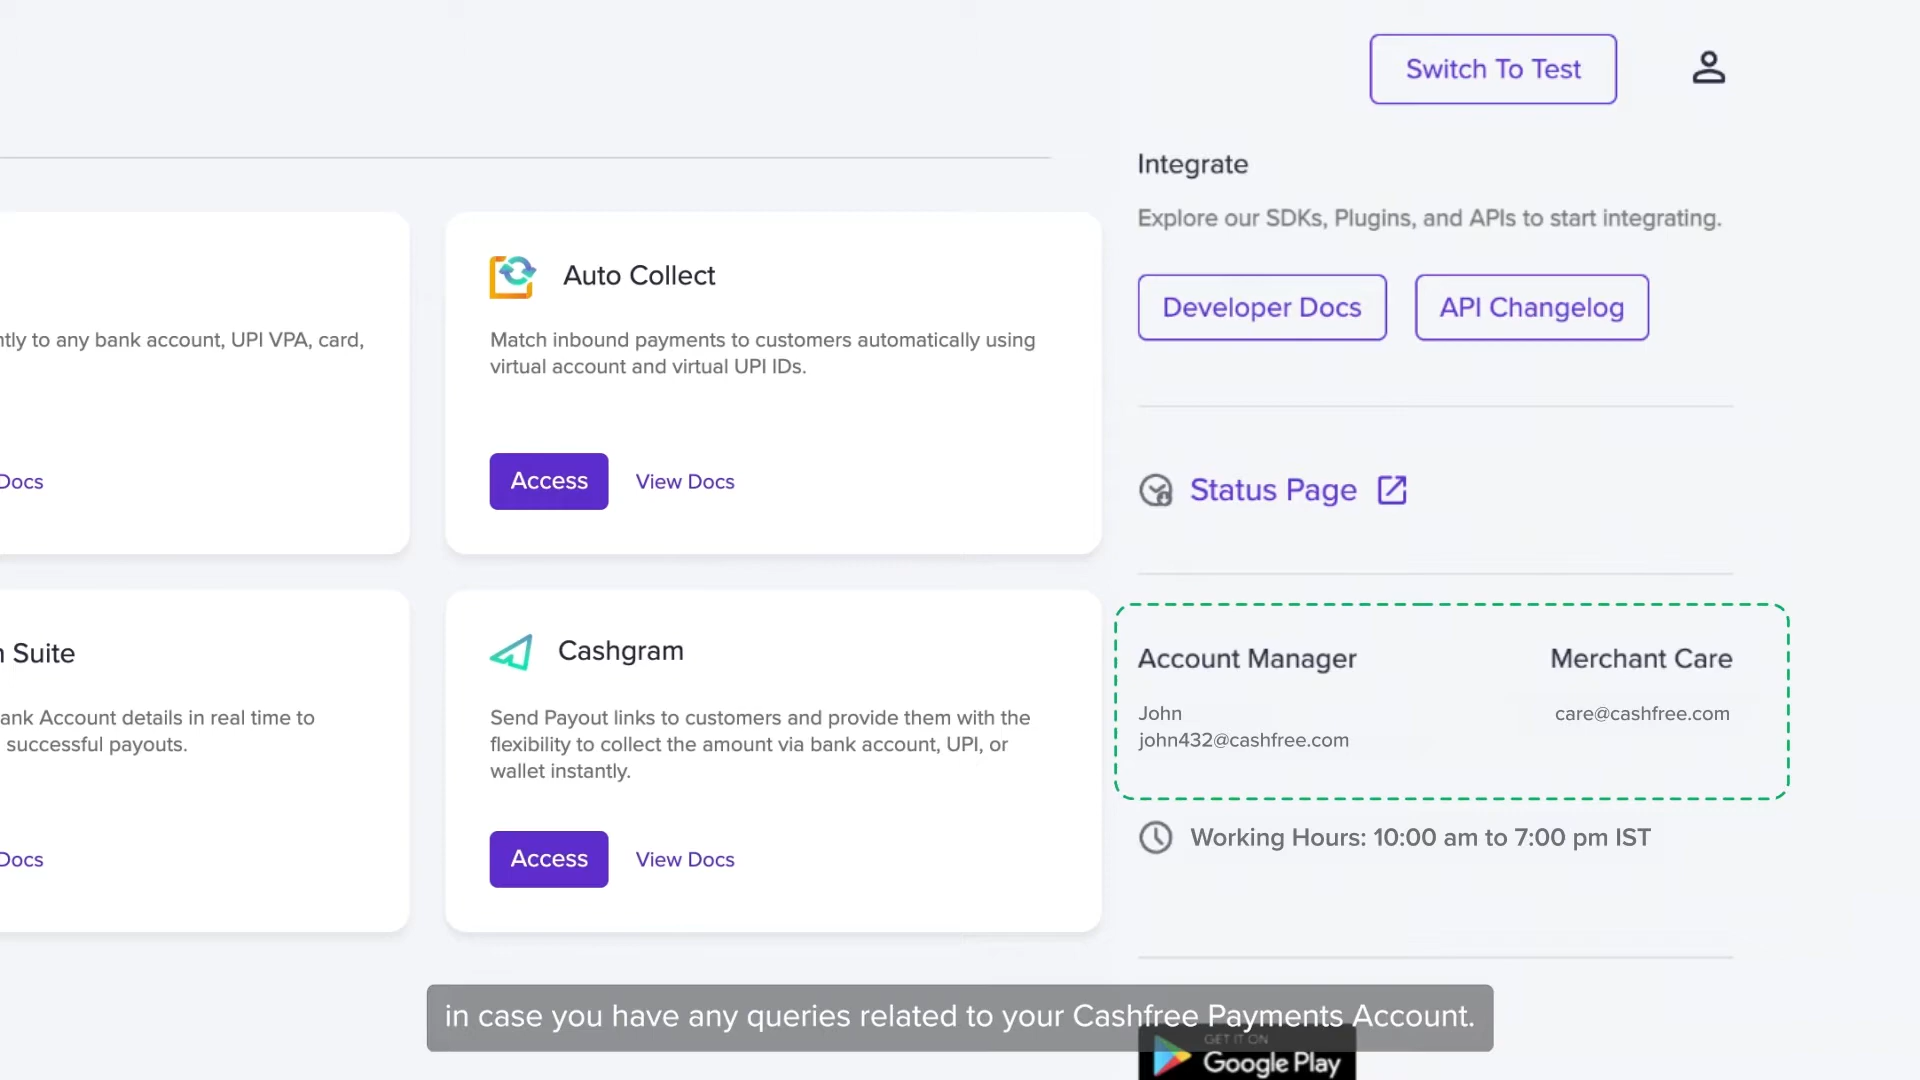 Switch To Test
Integrate
Explore our SDKs, Plugins, and APIs to start integrating.
Developer Docs
API Changelog
Status Page
Auto Collect
Match inbound payments to customers automatically using
virtual account and virtual UPI IDs.
Access
View Docs
to any bank account, UPI VPA, card,
Docs
Suite
Account details in real time to
successful payouts.
Docs
Cashgram
Send Payout links to customers and provide them with the
flexibility to collect the amount via bank account, UPI, or
wallet instantly.
Access
View Docs
Account Manager
John
john432@cashfree.com
Merchant Care
care@cashfree.com
Working Hours: 10:00 am to 7:00 pm IST
in case you have any queries related to your Cashfree Payments Account.
GET IT ON
Google Play